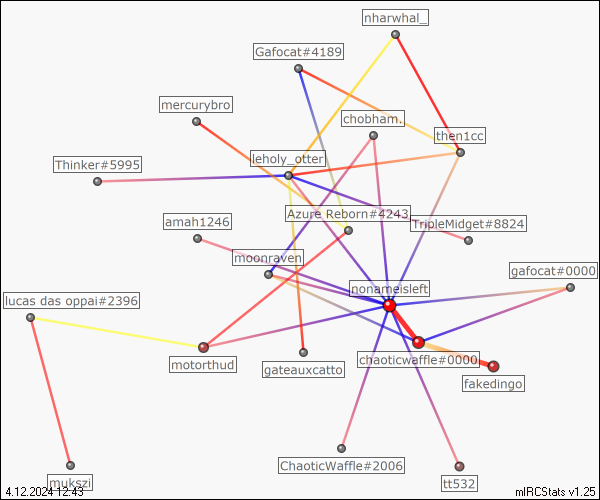 nharwhal_
Gafocat#4189
mercurybro
chobham.
then1cc
Thinker#5995
leholy_otter
Azure Reborn#4243
amah1246
TripleMidget#8824
moonraven
gafocat#0000
nonameisleft
lucas das oppai#2396
motorthud
chaoticwaffle#0000
gateauxcatto
fakedingo
ChaoticWaffle#2006
mukszi
tt532
4.12.2024 12:43
mIRCStats v1.25